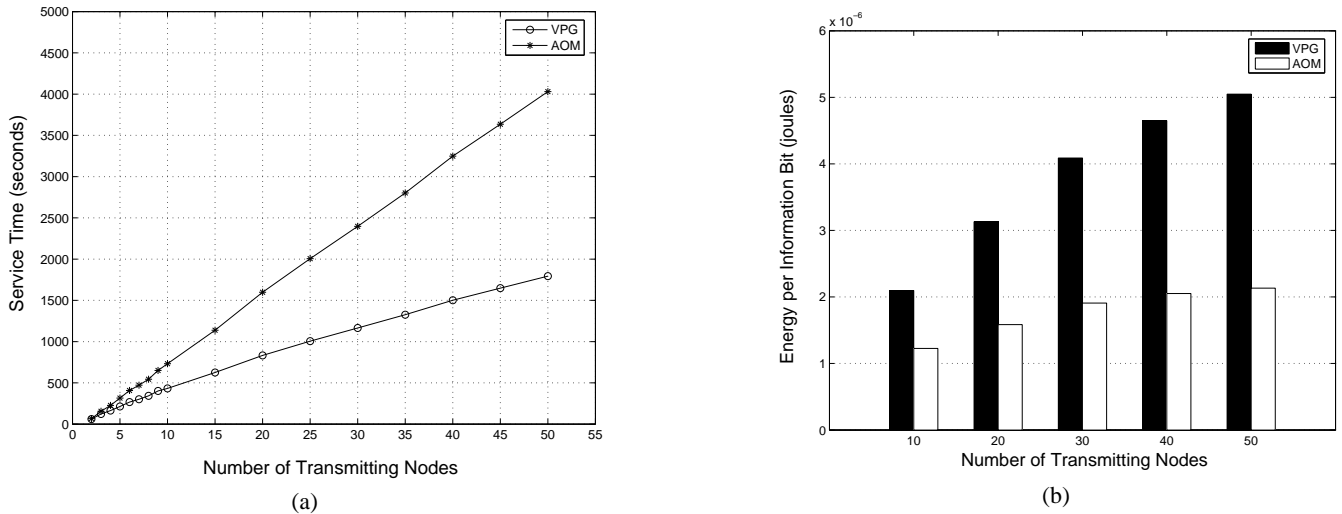 5000
4500
4000
3500
3000
2500
2000
1500
1000
500
0
Service Time (seconds)
VPG
AOM
0 5 10 15 20 25 30 35 40 45 50 55
Number of Transmitting Nodes
(a)
x 10⁻⁶
6
5
4
3
2
1
0
Energy per Information Bit (joules)
VPG
AOM
10 20 30 40 50
Number of Transmitting Nodes
(b)